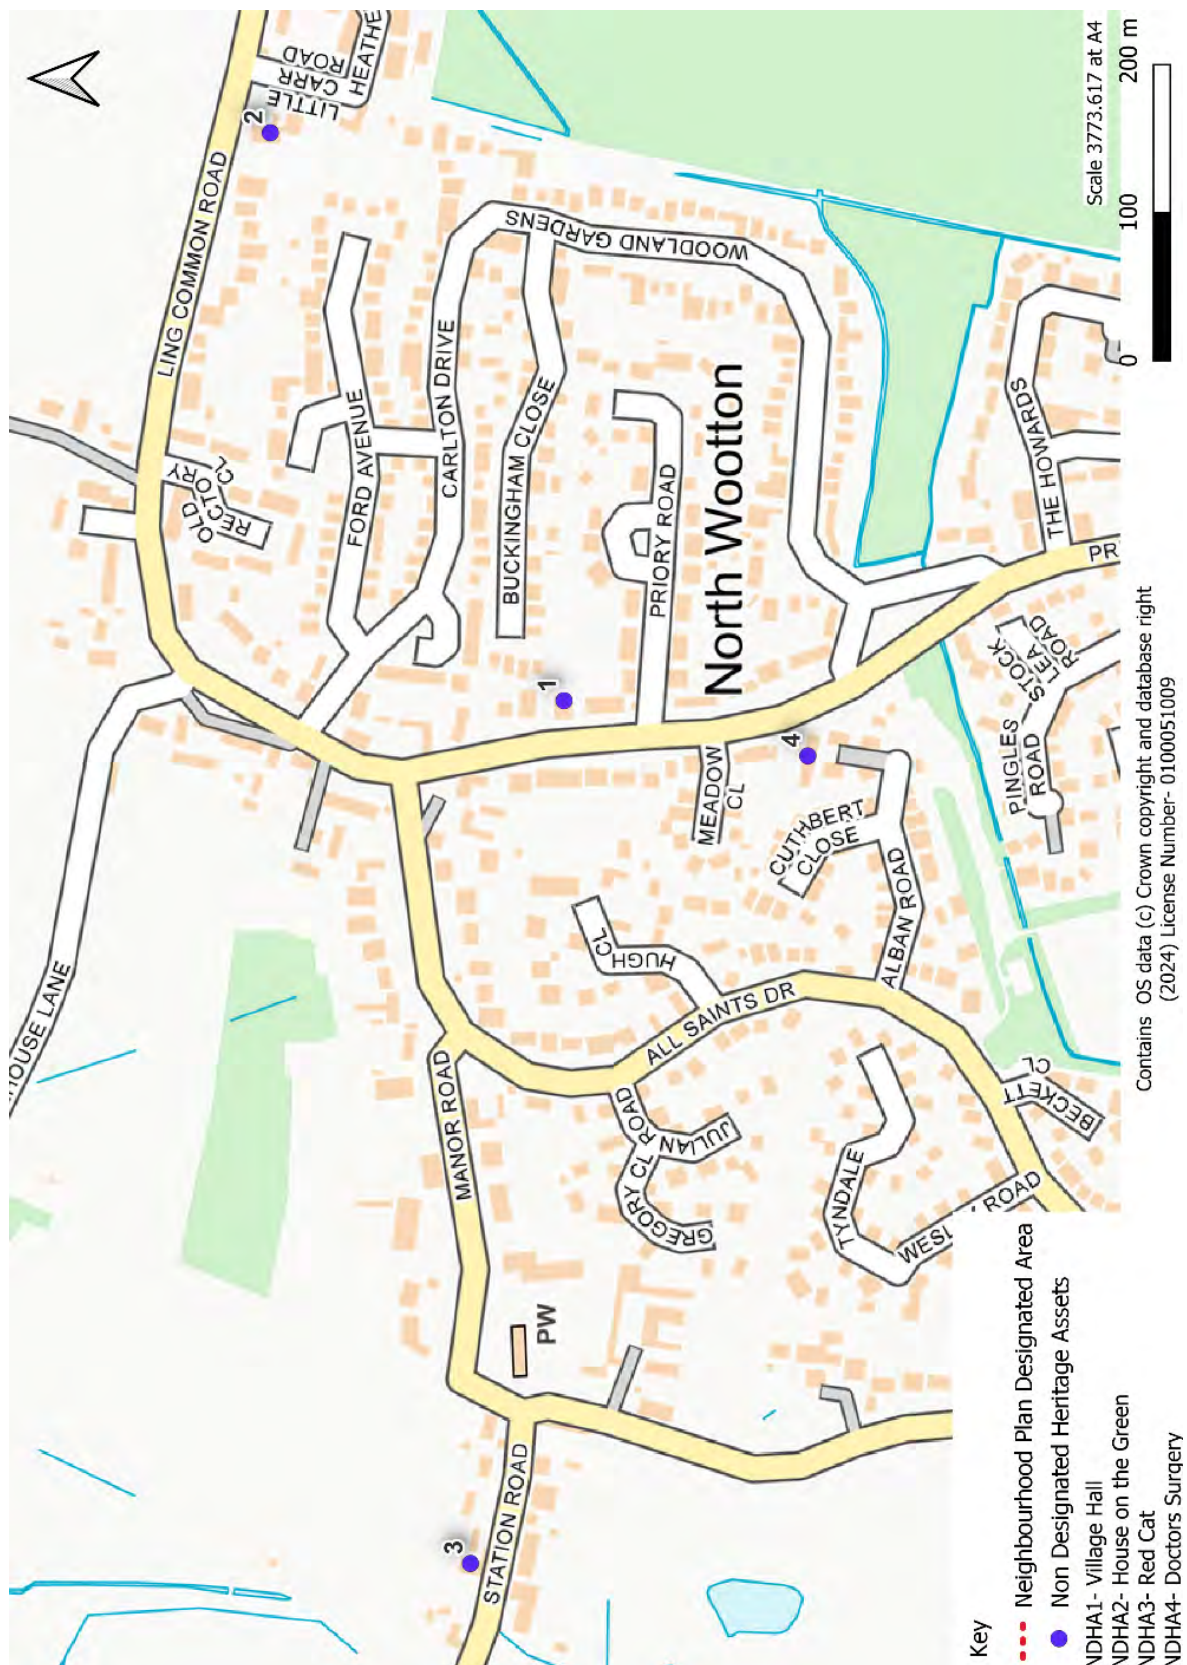 HOUSE LANE
LING COMMON ROAD
LITTLE
CARR
ROAD
HEATHE
OLD
RECTORY
CL
FORD AVENUE
CARLTON DRIVE
BUCKINGHAM CLOSE
WOODLAND GARDENS
PRIORY ROAD
North Wootton
THE HOWARDS
PR
STOCK
LEA
ROAD
PINGLES
ROAD
MEADOW
CL
CUTHBERT
CLOSE
ALBAN ROAD
HUGH
CL
ALL SAINTS DR
MANOR ROAD
JULIAN ROAD
GREGORY CL
TYNDALE
WESL ROAD
BECKETT
CL
PW
STATION ROAD
1
2
3
4
Scale 3773.617 at A4
0 100 200 m
Key
Neighbourhood Plan Designated Area
Non Designated Heritage Assets
NDHA1- Village Hall
NDHA2- House on the Green
NDHA3- Red Cat
NDHA4- Doctors Surgery
Contains OS data (c) Crown copyright and database right
(2024) License Number- 0100051009